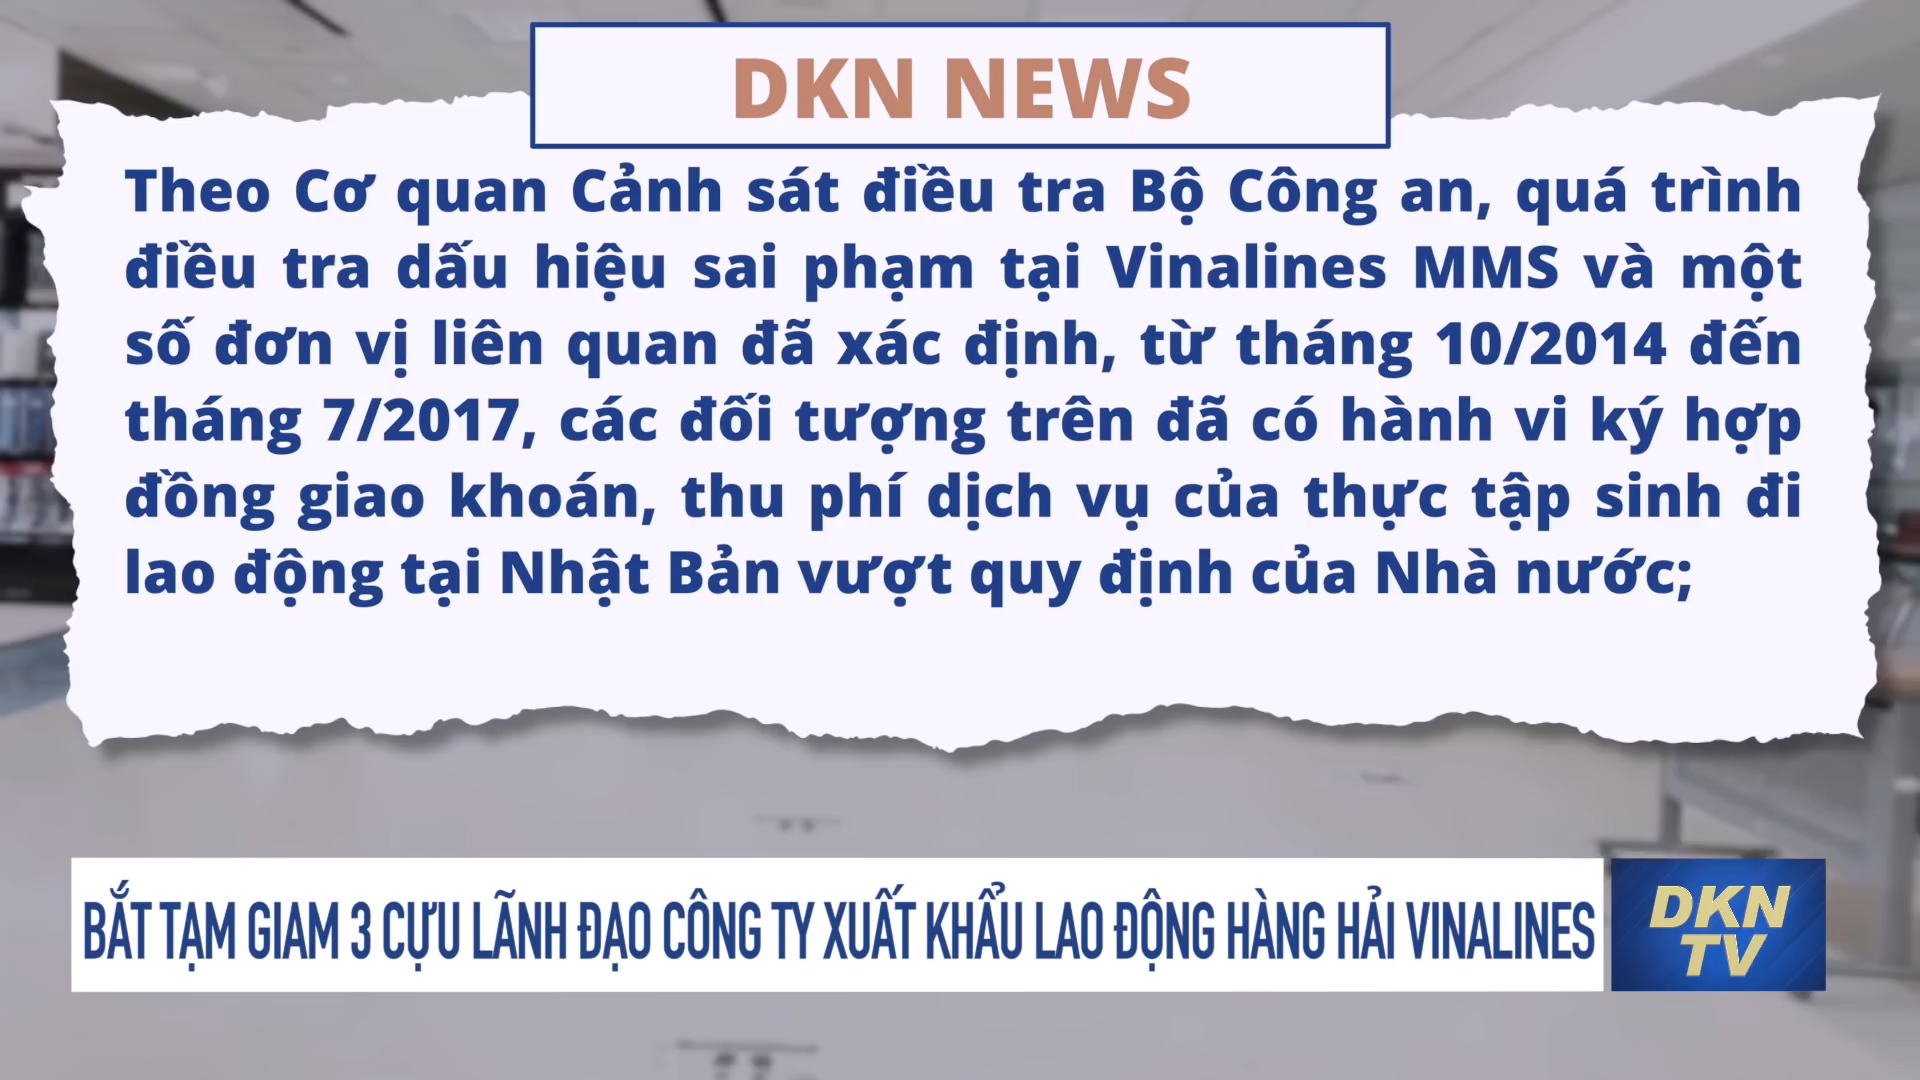 DKN NEWS
Theo Cơ quan Cảnh sát điều tra Bộ Công an, quá trình
điều tra dấu hiệu sai phạm tại Vinalines MMS và một
số đơn vị liên quan đã xác định, từ tháng 10/2014 đến
tháng 7/2017, các đối tượng trên đã có hành vi ký hợp
đồng giao khoán, thu phí dịch vụ của thực tập sinh đi
lao động tại Nhật Bản vượt quy định của Nhà nước;
BẮT TẠM GIAM 3 CỰU LÃNH ĐẠO CÔNG TY XUẤT KHẨU LAO ĐỘNG HÀNG HẢI VINALINES
DKN
TV